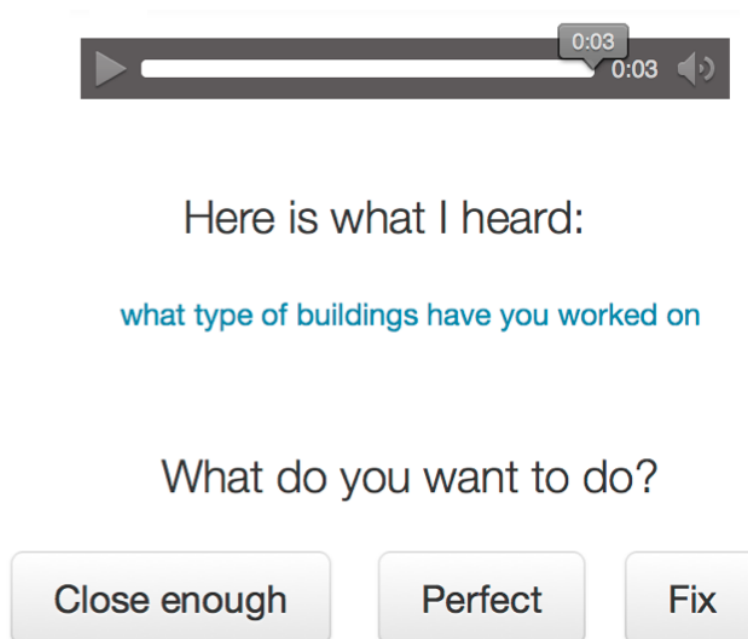 0:03
0:03
Here is what I heard:
what type of buildings have you worked on
What do you want to do?
Close enough Perfect Fix